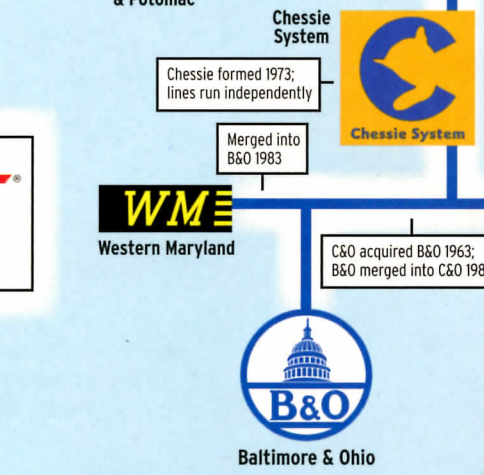 & Potomac
Chessie
System
Chessie formed 1973;
lines run independently
Chessie System
Merged into
B&O 1983
®
WM
Western Maryland
C&O acquired B&O 1963;
B&O merged into C&O 198
B&O
Baltimore & Ohio